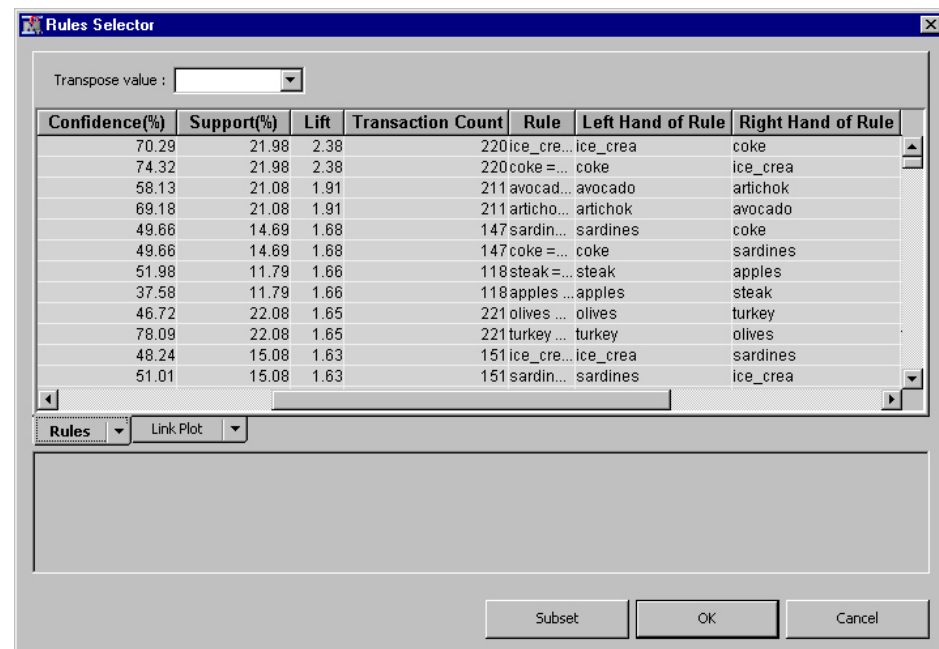 Rules Selector
Transpose value :
Confidence(%) Support(%) Lift Transaction Count Rule Left Hand of Rule Right Hand of Rule
70.29 21.98 2.38 220 ice_cre... ice_crea coke
74.32 21.98 2.38 220 coke =... coke ice_crea
58.13 21.08 1.91 211 avocad... avocado artichok
69.18 21.08 1.91 211 articho... artichok avocado
49.66 14.69 1.68 147 sardin... sardines coke
49.66 14.69 1.68 147 coke =... coke sardines
51.98 11.79 1.66 118 steak =... steak apples
37.58 11.79 1.66 118 apples ... apples steak
46.72 22.08 1.65 221 olives ... olives turkey
78.09 22.08 1.65 221 turkey ... turkey olives
48.24 15.08 1.63 151 ice_cre... ice_crea sardines
51.01 15.08 1.63 151 sardin... sardines ice_crea
Rules Link Plot
Subset OK Cancel